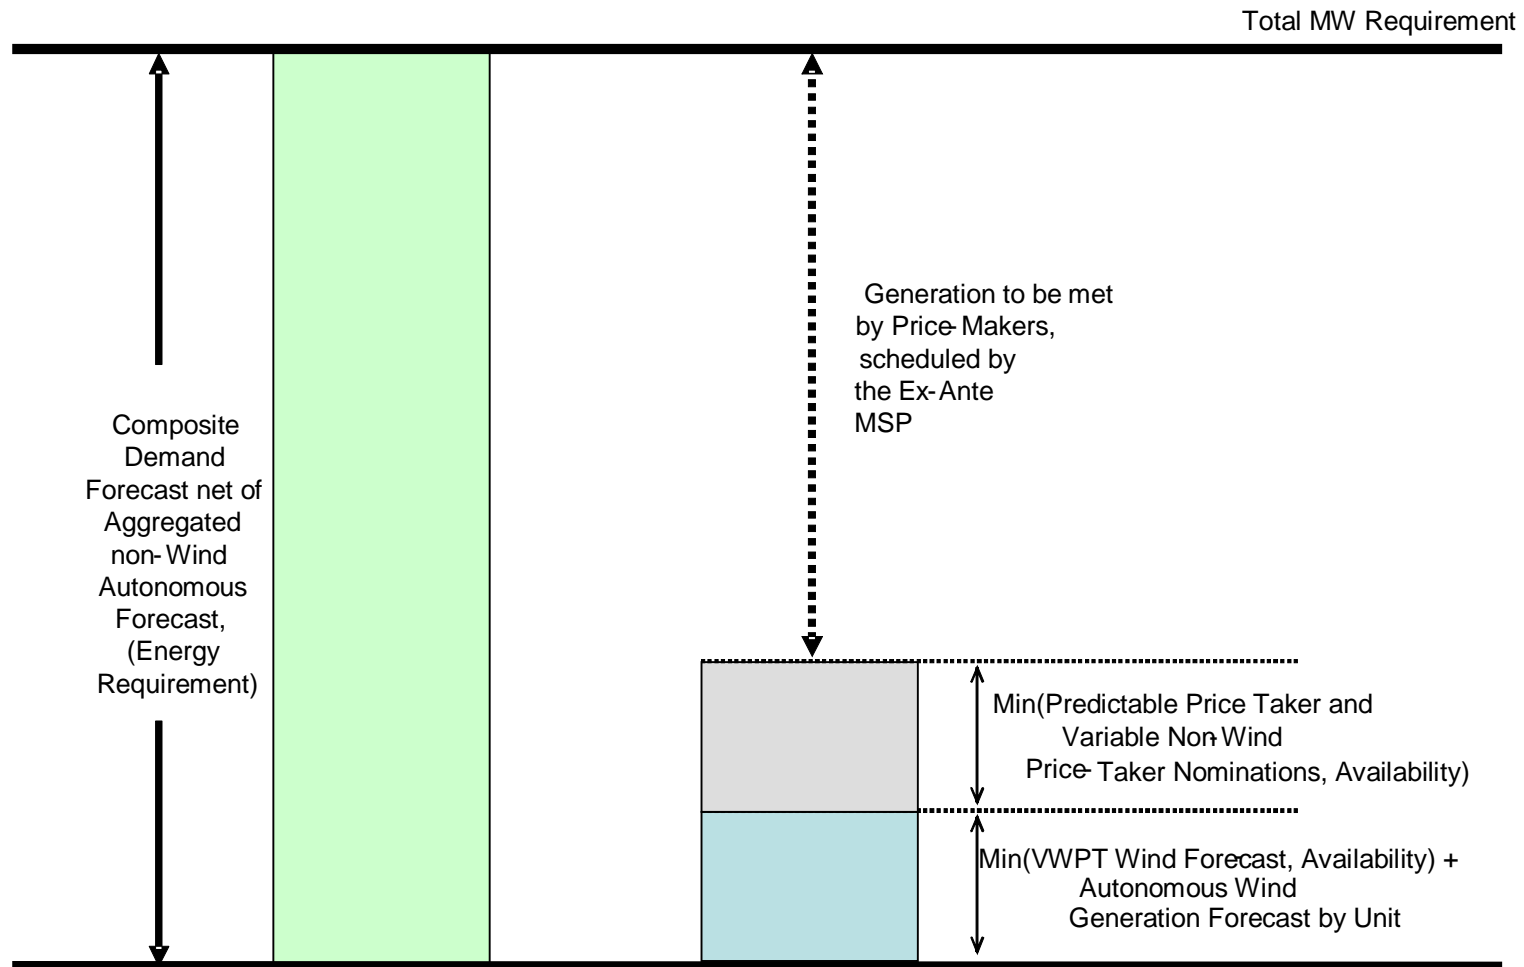 Total MW Requirement
Generation to be met
by Price-Makers,
scheduled by
the Ex-Ante
MSP
Composite
Demand
Forecast net of
Aggregated
non-Wind
Autonomous
Forecast,
(Energy
Requirement)
Min(Predictable Price Taker and
Variable Non-Wind
Price-Taker Nominations, Availability)
Min(VWPT Wind Forecast, Availability) +
Autonomous Wind
Generation Forecast by Unit